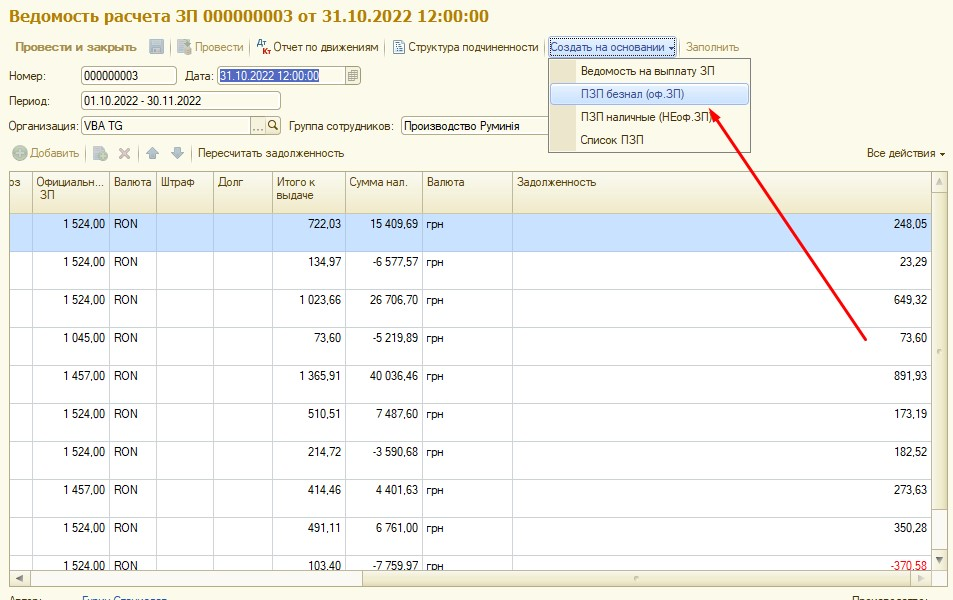 Ведомость расчета ЗП 000000003 от 31.10.2022 12:00:00
Провести и закрыть Провести Дт Кт Отчет по движениям Структура подчиненности Создать на основании Заполнить
Номер: 000000003 Дата: 31.10.2022 12:00:00
Ведомость на выплату ЗП
ПЗП безнал (оф.ЗП)
ПЗП наличные (НЕоф.ЗП)
Список ПЗП
Период: 01.10.2022 - 30.11.2022
Организация: VBA TG ... Группа сотрудников: Производство Румынія
Добавить Пересчитать задолженность Все действия
оз Официальн... ЗП Валюта Штраф Долг Итого к выдаче Сумма нал. Валюта Задолженность
1 524,00 RON 722,03 15 409,69 грн 248,05
1 524,00 RON 134,97 -6 577,57 грн 23,29
1 524,00 RON 1 023,66 26 706,70 грн 649,32
1 045,00 RON 73,60 -5 219,89 грн 73,60
1 457,00 RON 1 365,91 40 036,46 грн 891,93
1 524,00 RON 510,51 7 487,60 грн 173,19
1 524,00 RON 214,72 -3 590,68 грн 182,52
1 457,00 RON 414,46 4 401,63 грн 273,63
1 524,00 RON 491,11 6 761,00 грн 350,28
1 524,00 RON 103,40 -7 759,97 грн -370,58